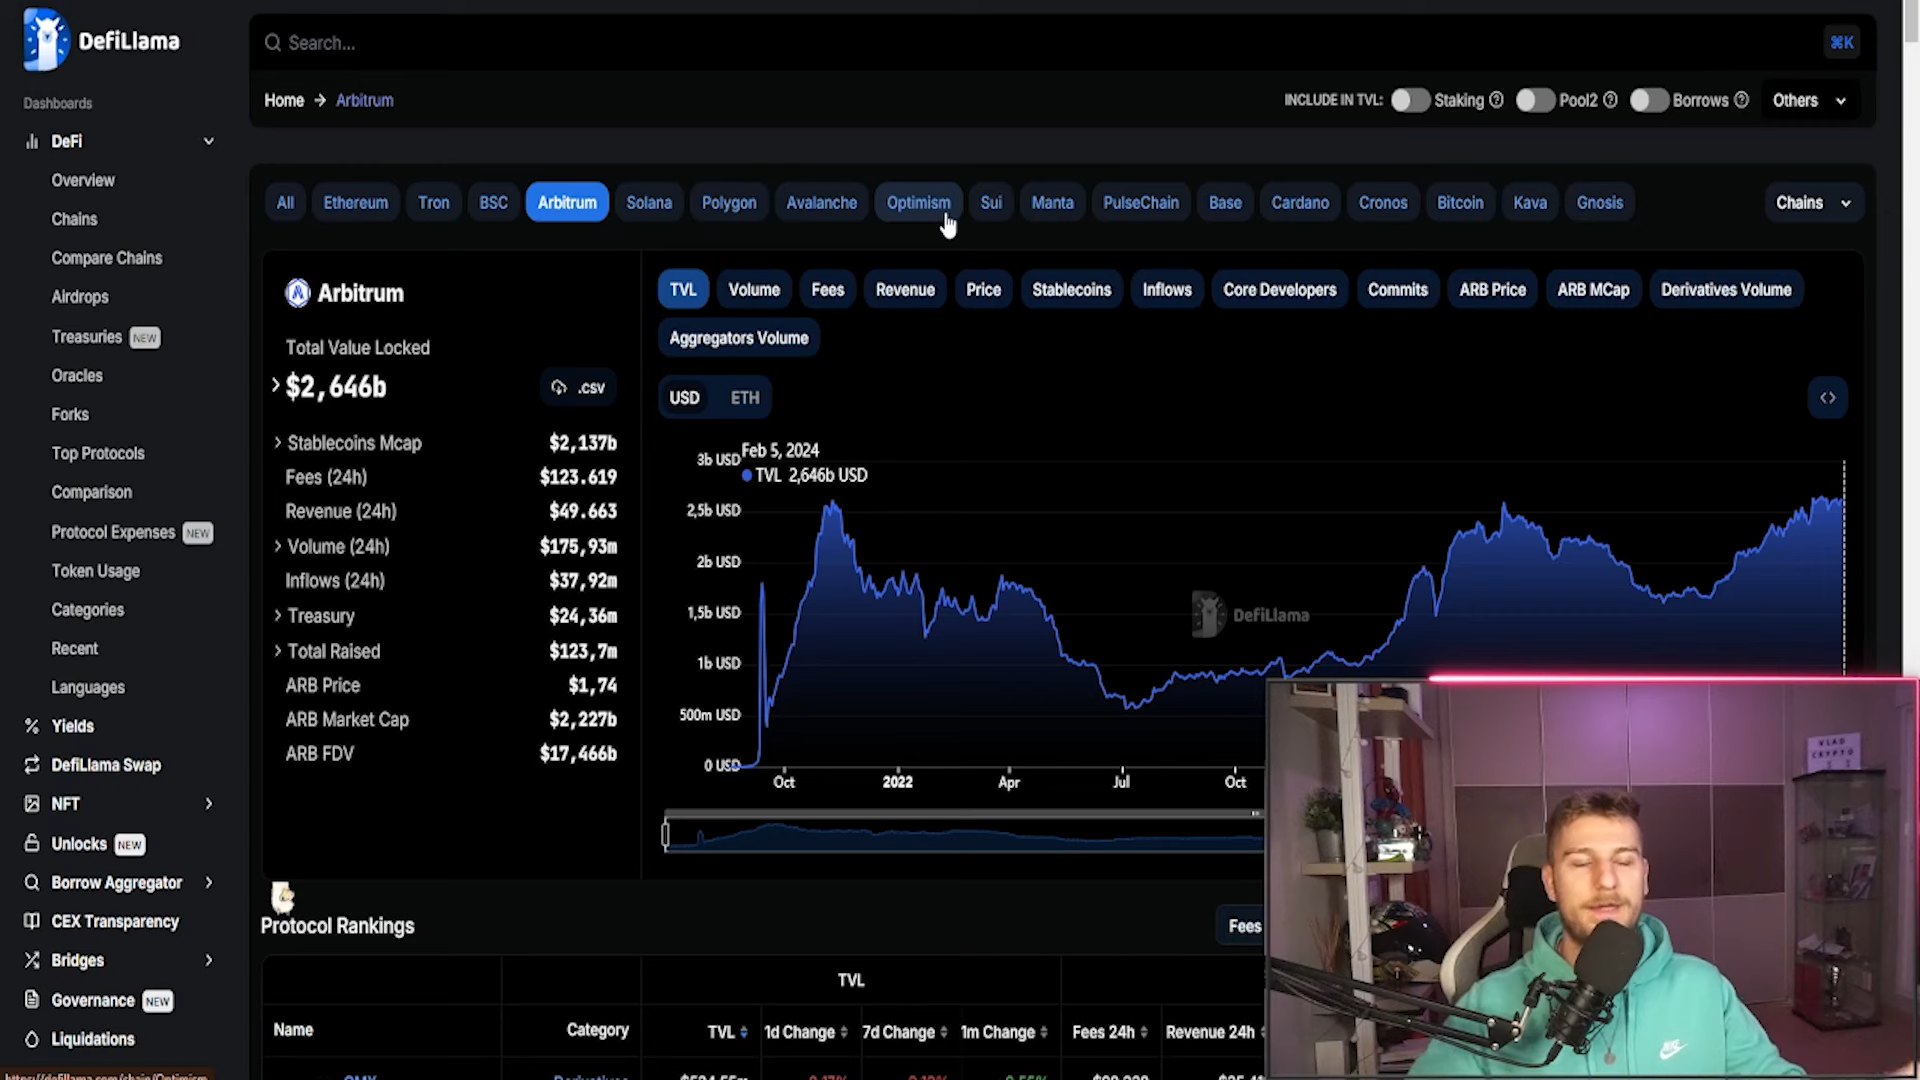 DefiLlama
Search...
⌘K
Dashboards
Home → Arbitrum
INCLUDE IN TVL: Staking Pool2 Borrows Others
DeFi
Overview
Chains
Compare Chains
Airdrops
Treasuries NEW
Oracles
Forks
Top Protocols
Comparison
Protocol Expenses NEW
Token Usage
Categories
Recent
Languages
Yields
DefiLlama Swap
NFT
Unlocks NEW
Borrow Aggregator
CEX Transparency
Bridges
Governance NEW
Liquidations
https://defillama.com/chain/Optimism
All Ethereum Tron BSC Arbitrum Solana Polygon Avalanche Optimism Sui Manta PulseChain Base Cardano Cronos Bitcoin Kava Gnosis Chains
Arbitrum
Total Value Locked
$2,646b .csv
Stablecoins Mcap $2,137b
Fees (24h) $123.619
Revenue (24h) $49.663
Volume (24h) $175,93m
Inflows (24h) $37,92m
Treasury $24,36m
Total Raised $123,7m
ARB Price $1,74
ARB Market Cap $2,227b
ARB FDV $17,466b
TVL Volume Fees Revenue Price Stablecoins Inflows Core Developers Commits ARB Price ARB MCap Derivatives Volume
Aggregators Volume
USD ETH
Feb 5, 2024
TVL 2,646b USD
3b USD
2,5b USD
2b USD
1,5b USD
1b USD
500m USD
0 USD
Oct 2022 Apr Jul Oct
DefiLlama
VLAD
CRYPTO
Protocol Rankings
Fees
TVL
Name Category TVL 1d Change 7d Change 1m Change Fees 24h Revenue 24h
GMX Derivatives